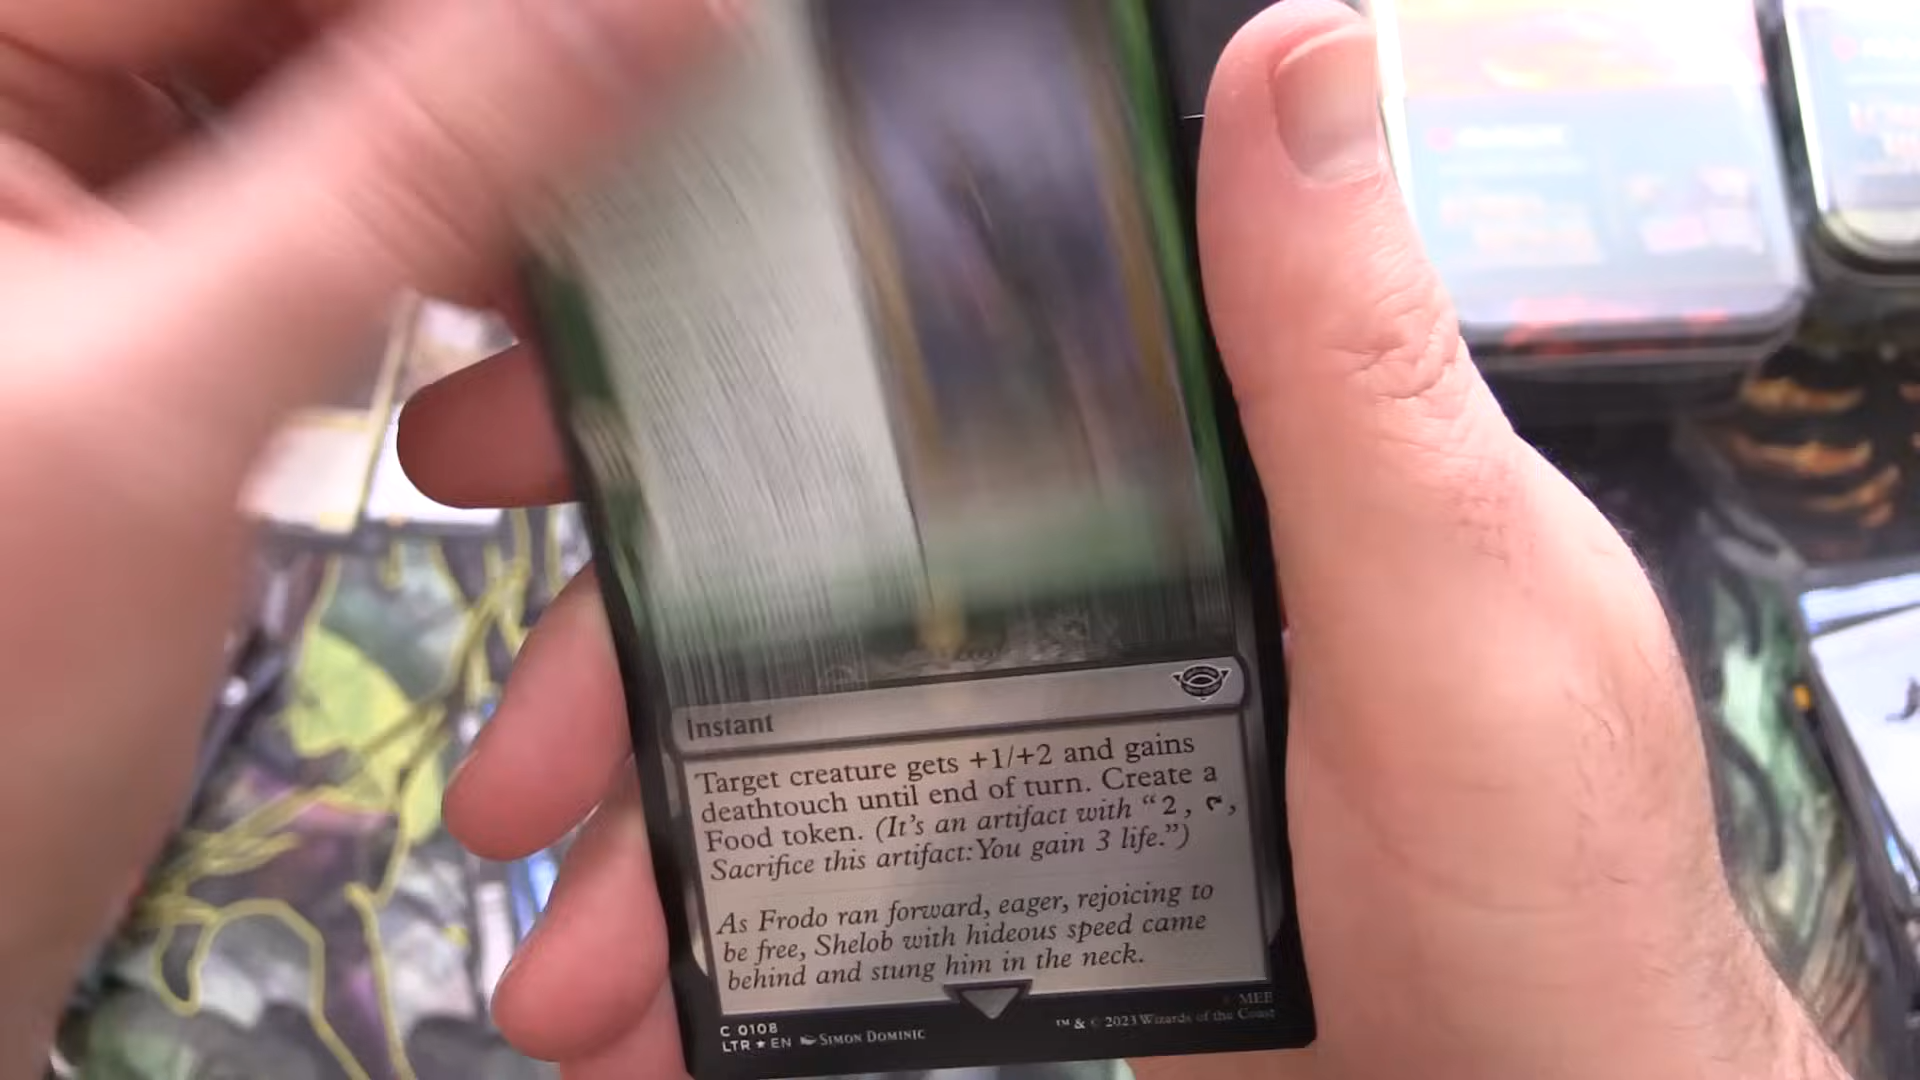 Instant
Target creature gets +1/+2 and gains
deathtouch until end of turn. Create a
Food token. (It's an artifact with “2, ,
Sacrifice this artifact: You gain 3 life.”)
As Frodo ran forward, eager, rejoicing to
be free, Shelob with hideous speed came
behind and stung him in the neck.
C 0108
LTR ★ EN SIMON DOMINIC
MEE
™ & © 2023 Wizards of the Coast